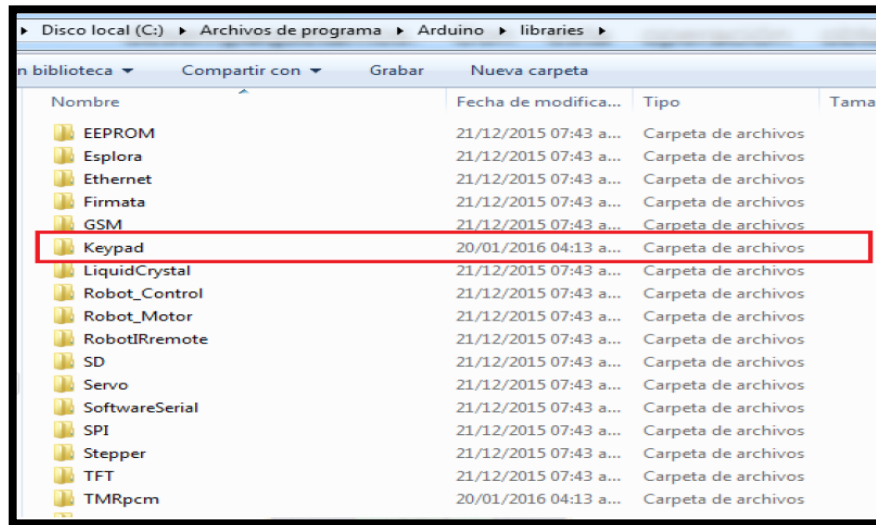 Disco local (C:) ▸ Archivos de programa ▸ Arduino ▸ libraries ▸
n biblioteca ▾ Compartir con ▾ Grabar Nueva carpeta
Nombre Fecha de modifica... Tipo Tama
EEPROM 21/12/2015 07:43 a... Carpeta de archivos
Esplora 21/12/2015 07:43 a... Carpeta de archivos
Ethernet 21/12/2015 07:43 a... Carpeta de archivos
Firmata 21/12/2015 07:43 a... Carpeta de archivos
GSM 21/12/2015 07:43 a... Carpeta de archivos
Keypad 20/01/2016 04:13 a... Carpeta de archivos
LiquidCrystal 21/12/2015 07:43 a... Carpeta de archivos
Robot_Control 21/12/2015 07:43 a... Carpeta de archivos
Robot_Motor 21/12/2015 07:43 a... Carpeta de archivos
RobotIRremote 21/12/2015 07:43 a... Carpeta de archivos
SD 21/12/2015 07:43 a... Carpeta de archivos
Servo 21/12/2015 07:43 a... Carpeta de archivos
SoftwareSerial 21/12/2015 07:43 a... Carpeta de archivos
SPI 21/12/2015 07:43 a... Carpeta de archivos
Stepper 21/12/2015 07:43 a... Carpeta de archivos
TFT 21/12/2015 07:43 a... Carpeta de archivos
TMRpcm 20/01/2016 04:13 a... Carpeta de archivos